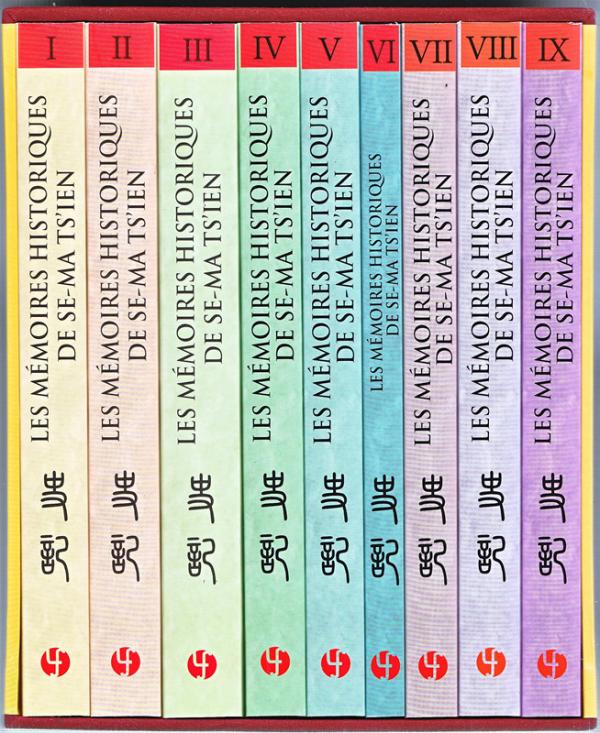 I
LES MÉMOIRES HISTORIQUES
DE SE-MA TS'IEN
II
LES MÉMOIRES HISTORIQUES
DE SE-MA TS'IEN
III
LES MÉMOIRES HISTORIQUES
DE SE-MA TS'IEN
IV
LES MÉMOIRES HISTORIQUES
DE SE-MA TS'IEN
V
LES MÉMOIRES HISTORIQUES
DE SE-MA TS'IEN
VI
LES MÉMOIRES HISTORIQUES
DE SE-MA TS'IEN
VII
LES MÉMOIRES HISTORIQUES
DE SE-MA TS'IEN
VIII
LES MÉMOIRES HISTORIQUES
DE SE-MA TS'IEN
IX
LES MÉMOIRES HISTORIQUES
DE SE-MA TS'IEN